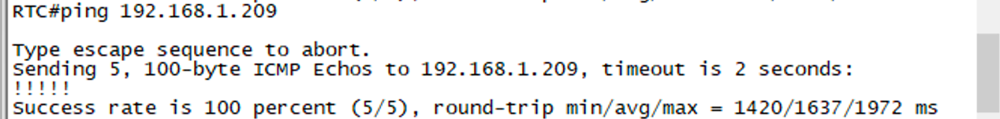 RTC#ping 192.168.1.209
Type escape sequence to abort.
Sending 5, 100-byte ICMP Echos to 192.168.1.209, timeout is 2 seconds:
!!!!!
Success rate is 100 percent (5/5), round-trip min/avg/max = 1420/1637/1972 ms